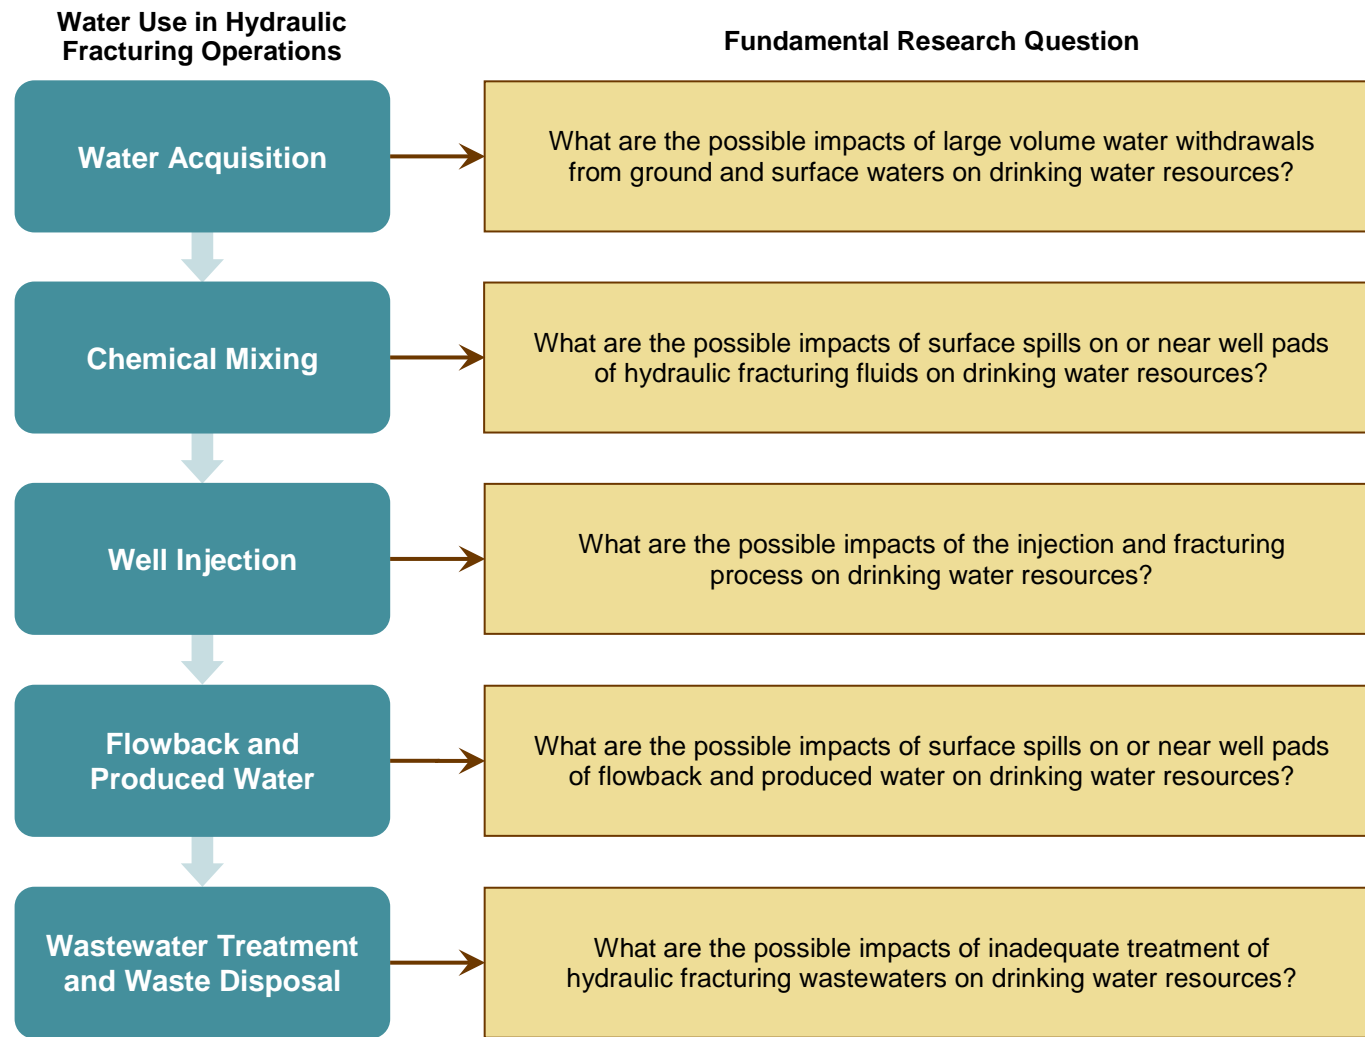 Water Use in Hydraulic
Fracturing Operations
Fundamental Research Question
Water Acquisition
What are the possible impacts of large volume water withdrawals
from ground and surface waters on drinking water resources?
Chemical Mixing
What are the possible impacts of surface spills on or near well pads
of hydraulic fracturing fluids on drinking water resources?
Well Injection
What are the possible impacts of the injection and fracturing
process on drinking water resources?
Flowback and
Produced Water
What are the possible impacts of surface spills on or near well pads
of flowback and produced water on drinking water resources?
Wastewater Treatment
and Waste Disposal
What are the possible impacts of inadequate treatment of
hydraulic fracturing wastewaters on drinking water resources?